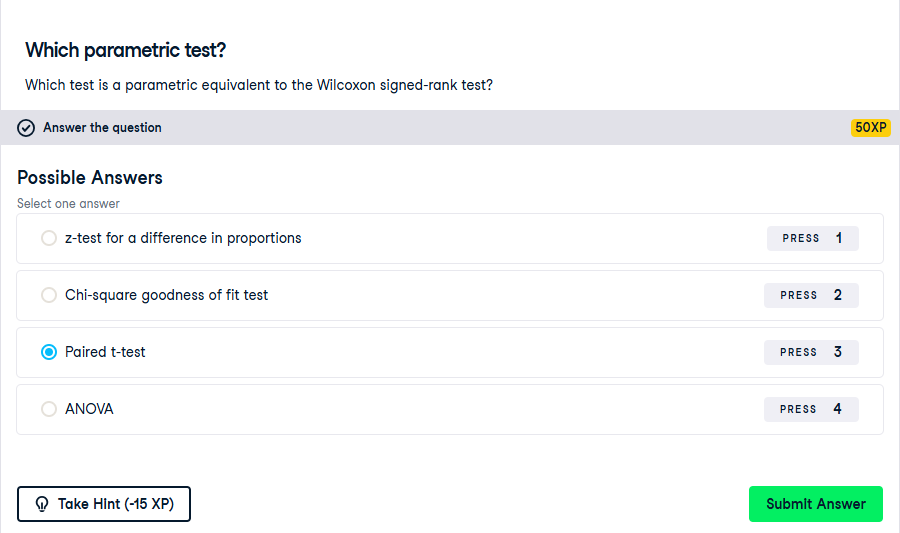 Which parametric test?
Which test is a parametric equivalent to the Wilcoxon signed-rank test?
Answer the question
50XP
Possible Answers
Select one answer
z-test for a difference in proportions
PRESS 1
Chi-square goodness of fit test
PRESS 2
Paired t-test
PRESS 3
ANOVA
PRESS 4
Take Hint (-15 XP)
Submit Answer